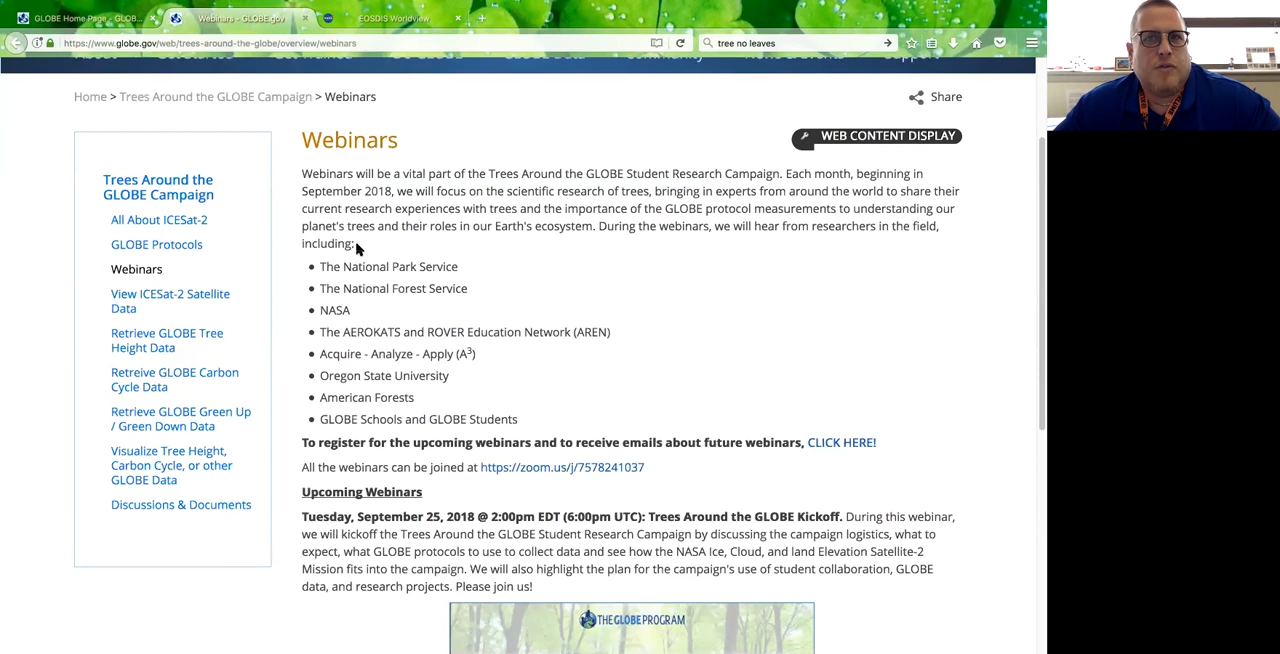 GLOBE Home Page - GLOB...
Webinars - GLOBE.gov
EOSDIS Worldview
https://www.globe.gov/web/trees-around-the-globe/overview/webinars
tree no leaves
Home > Trees Around the GLOBE Campaign > Webinars
Share
Trees Around the
GLOBE Campaign
All About ICESat-2
GLOBE Protocols
Webinars
View ICESat-2 Satellite
Data
Retrieve GLOBE Tree
Height Data
Retreive GLOBE Carbon
Cycle Data
Retrieve GLOBE Green Up
/ Green Down Data
Visualize Tree Height,
Carbon Cycle, or other
GLOBE Data
Discussions & Documents
Webinars
WEB CONTENT DISPLAY
Webinars will be a vital part of the Trees Around the GLOBE Student Research Campaign. Each month, beginning in
September 2018, we will focus on the scientific research of trees, bringing in experts from around the world to share their
current research experiences with trees and the importance of the GLOBE protocol measurements to understanding our
planet's trees and their roles in our Earth's ecosystem. During the webinars, we will hear from researchers in the field,
including:
• The National Park Service
• The National Forest Service
• NASA
• The AEROKATS and ROVER Education Network (AREN)
• Acquire - Analyze - Apply (A³)
• Oregon State University
• American Forests
• GLOBE Schools and GLOBE Students
To register for the upcoming webinars and to receive emails about future webinars, CLICK HERE!
All the webinars can be joined at https://zoom.us/j/7578241037
Upcoming Webinars
Tuesday, September 25, 2018 @ 2:00pm EDT (6:00pm UTC): Trees Around the GLOBE Kickoff. During this webinar,
we will kickoff the Trees Around the GLOBE Student Research Campaign by discussing the campaign logistics, what to
expect, what GLOBE protocols to use to collect data and see how the NASA Ice, Cloud, and land Elevation Satellite-2
Mission fits into the campaign. We will also highlight the plan for the campaign's use of student collaboration, GLOBE
data, and research projects. Please join us!
THE GLOBE PROGRAM